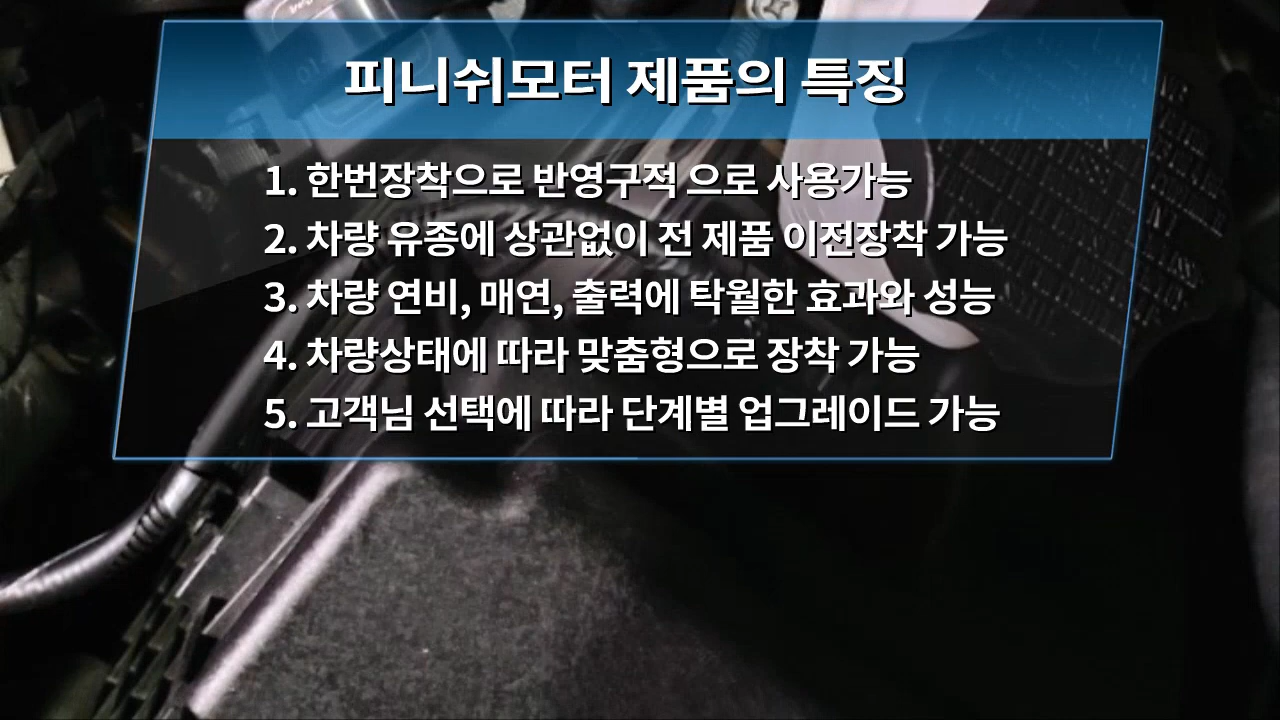 피니쉬모터 제품의 특징
1. 한번장착으로 반영구적 으로 사용가능
2. 차량 유종에 상관없이 전 제품 이전장착 가능
3. 차량 연비, 매연, 출력에 탁월한 효과와 성능
4. 차량상태에 따라 맞춤형으로 장착 가능
5. 고객님 선택에 따라 단계별 업그레이드 가능